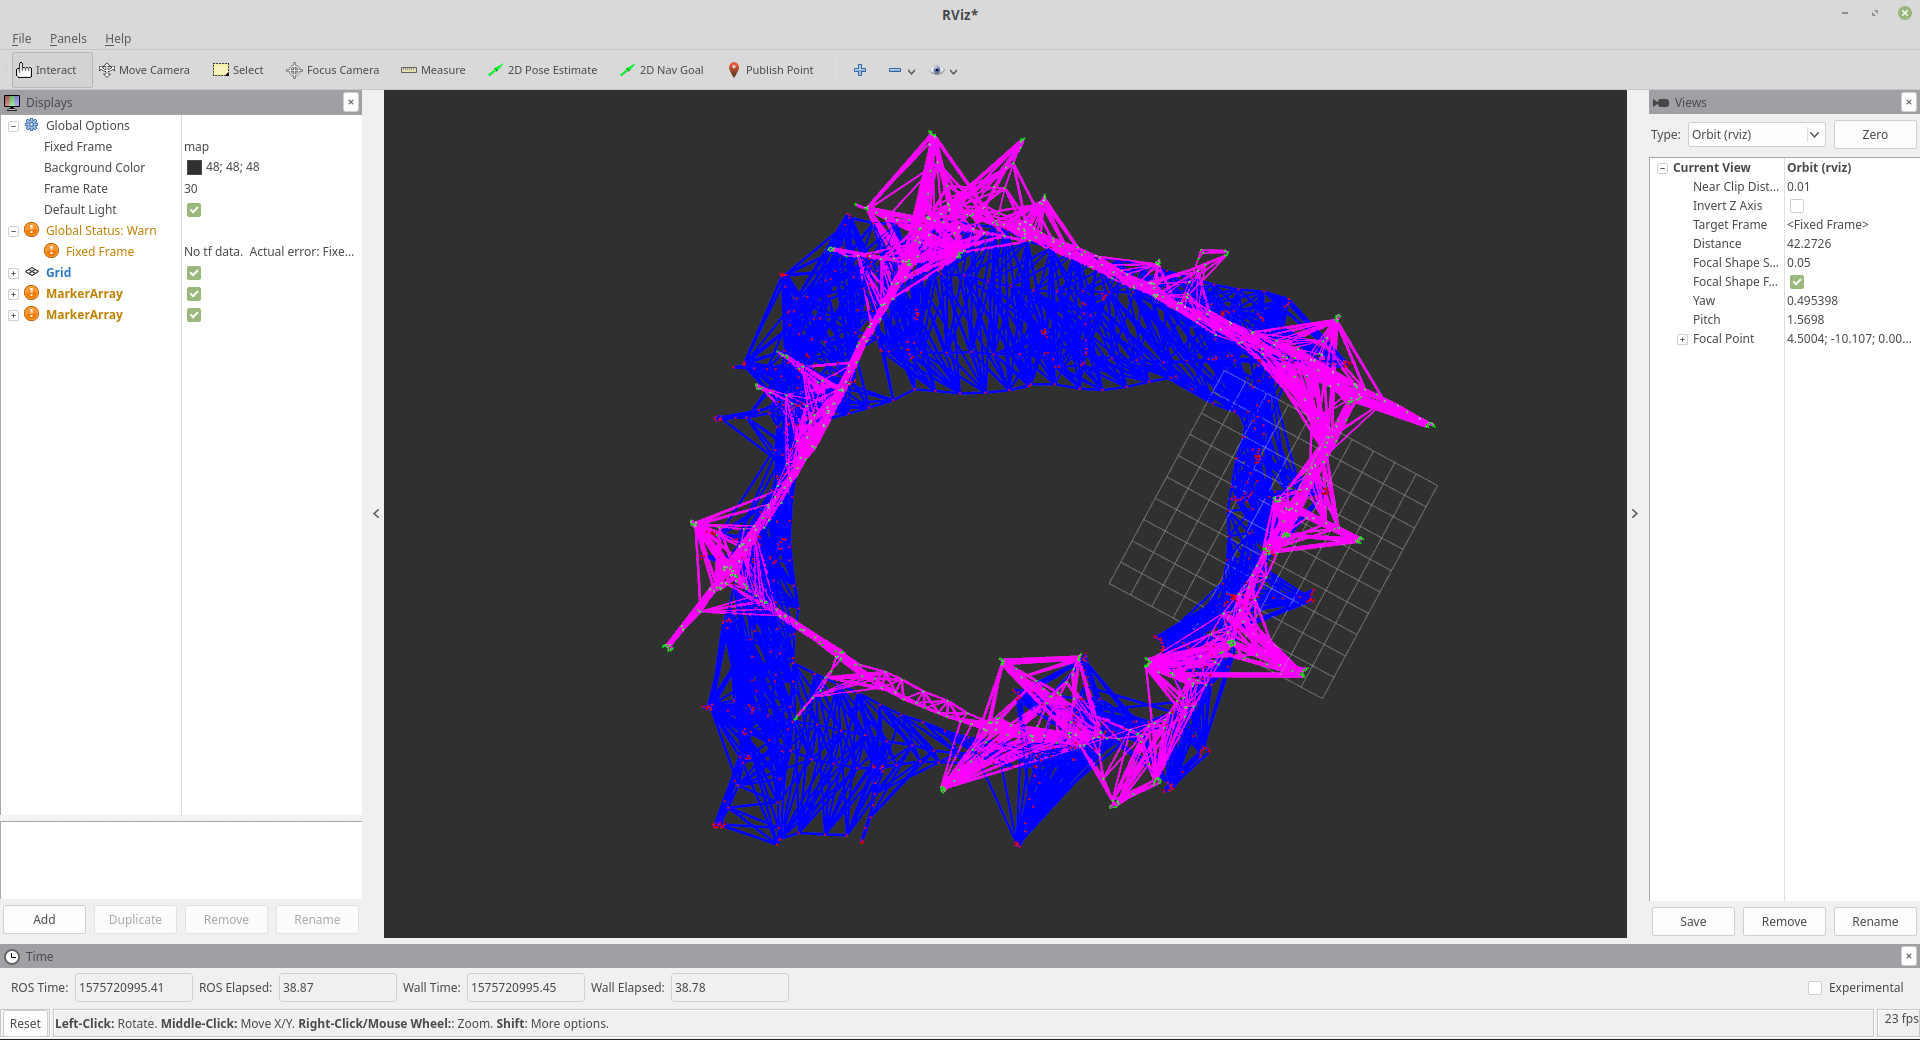 RViz*
File Panels Help
Interact Move Camera Select Focus Camera Measure 2D Pose Estimate 2D Nav Goal Publish Point
Displays
Global Options
Fixed Frame map
Background Color 48; 48; 48
Frame Rate 30
Default Light
Global Status: Warn
Fixed Frame No tf data. Actual error: Fixe...
Grid
MarkerArray
MarkerArray
Add Duplicate Remove Rename
Views
Type: Orbit (rviz) Zero
Current View Orbit (rviz)
Near Clip Dist... 0.01
Invert Z Axis
Target Frame <Fixed Frame>
Distance 42.2726
Focal Shape S... 0.05
Focal Shape F...
Yaw 0.495398
Pitch 1.5698
Focal Point 4.5004; -10.107; 0.00...
Save Remove Rename
Time
ROS Time: 1575720995.41 ROS Elapsed: 38.87 Wall Time: 1575720995.45 Wall Elapsed: 38.78 Experimental
Reset Left-Click: Rotate. Middle-Click: Move X/Y. Right-Click/Mouse Wheel:: Zoom. Shift: More options. 23 fps